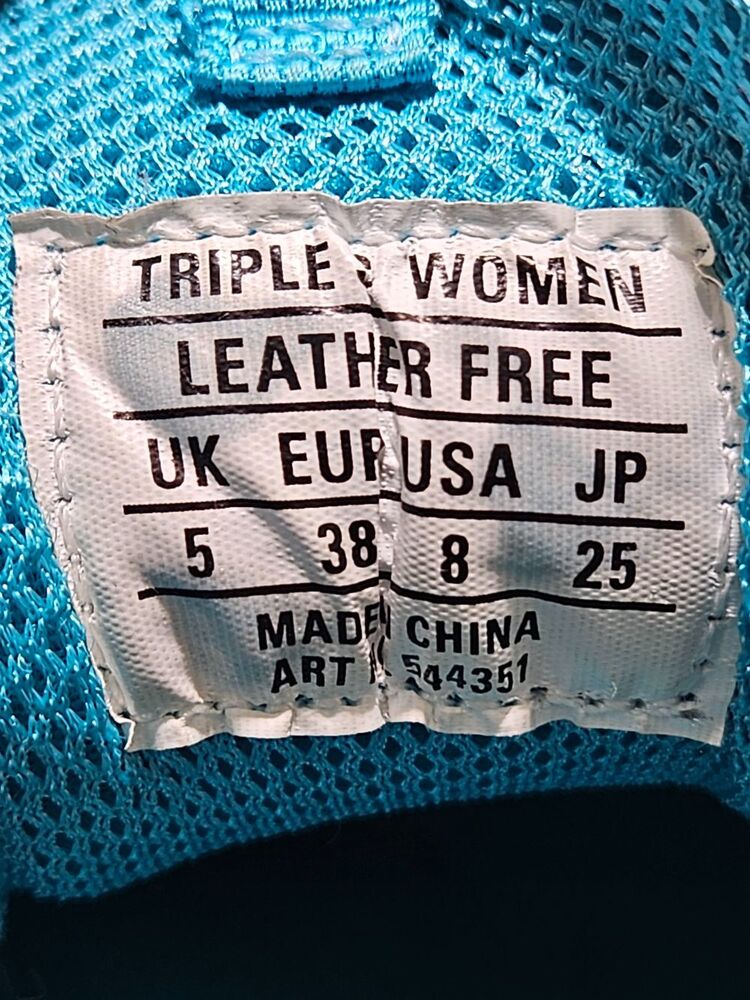 TRIPLE S WOMEN
LEATHER FREE
UK EUR USA JP
5 38 8 25
MADE CHINA
ART 544351